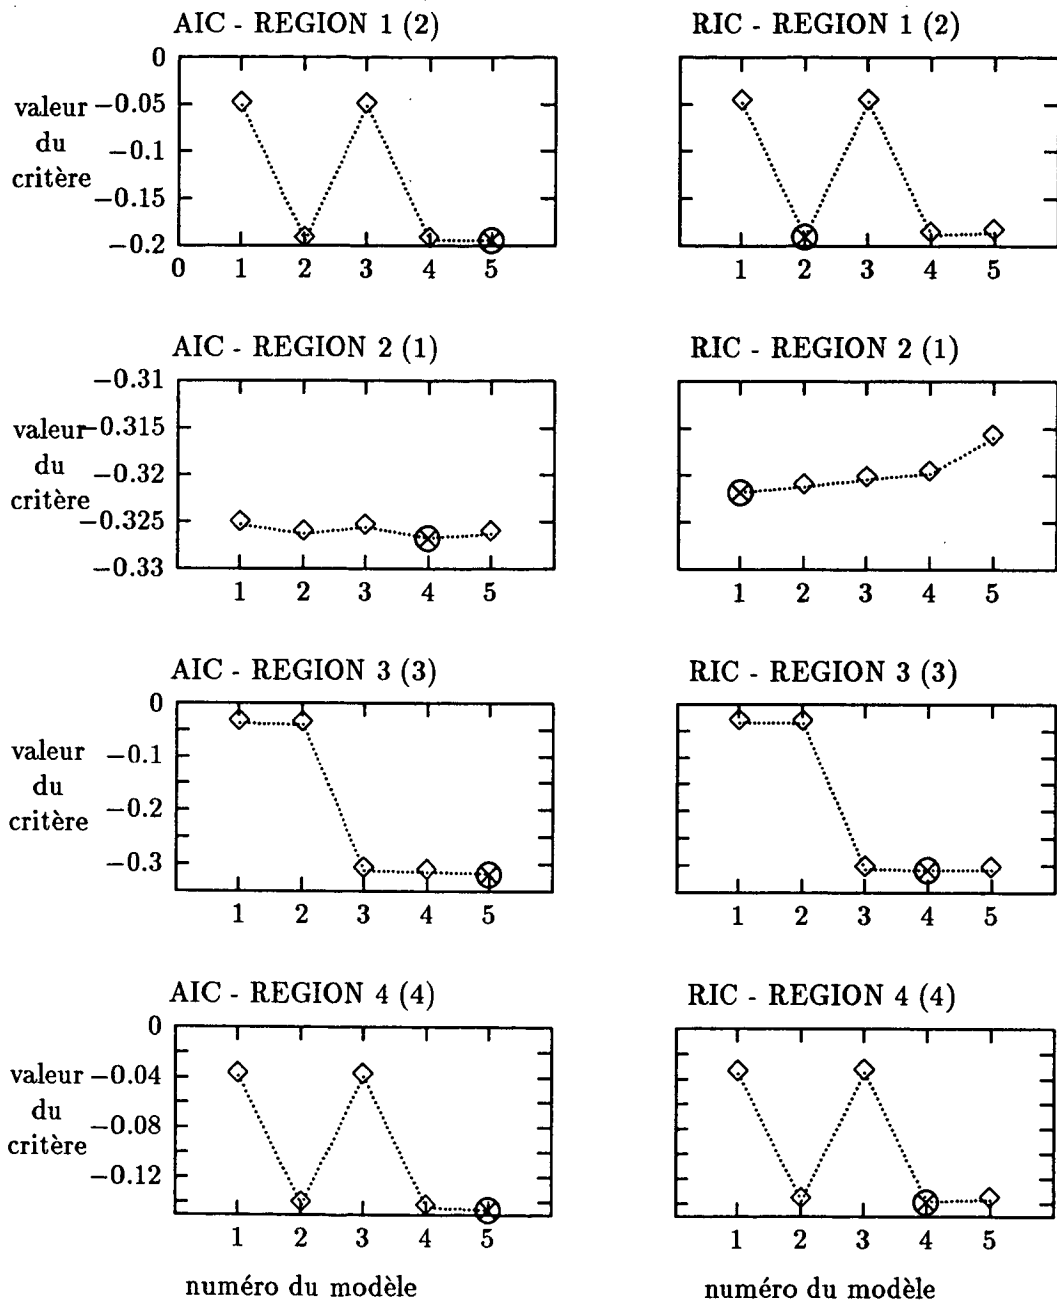 AIC - REGION 1 (2)
RIC - REGION 1 (2)
0
valeur
du
critère
−0.05
−0.1
−0.15
−0.2
0 1 2 3 4 5
1 2 3 4 5
AIC - REGION 2 (1)
RIC - REGION 2 (1)
−0.31
valeur
du
critère
−0.315
−0.32
−0.325
−0.33
1 2 3 4 5
1 2 3 4 5
AIC - REGION 3 (3)
RIC - REGION 3 (3)
0
valeur
du
critère
−0.1
−0.2
−0.3
1 2 3 4 5
1 2 3 4 5
AIC - REGION 4 (4)
RIC - REGION 4 (4)
0
valeur
du
critère
−0.04
−0.08
−0.12
1 2 3 4 5
1 2 3 4 5
numéro du modèle
numéro du modèle